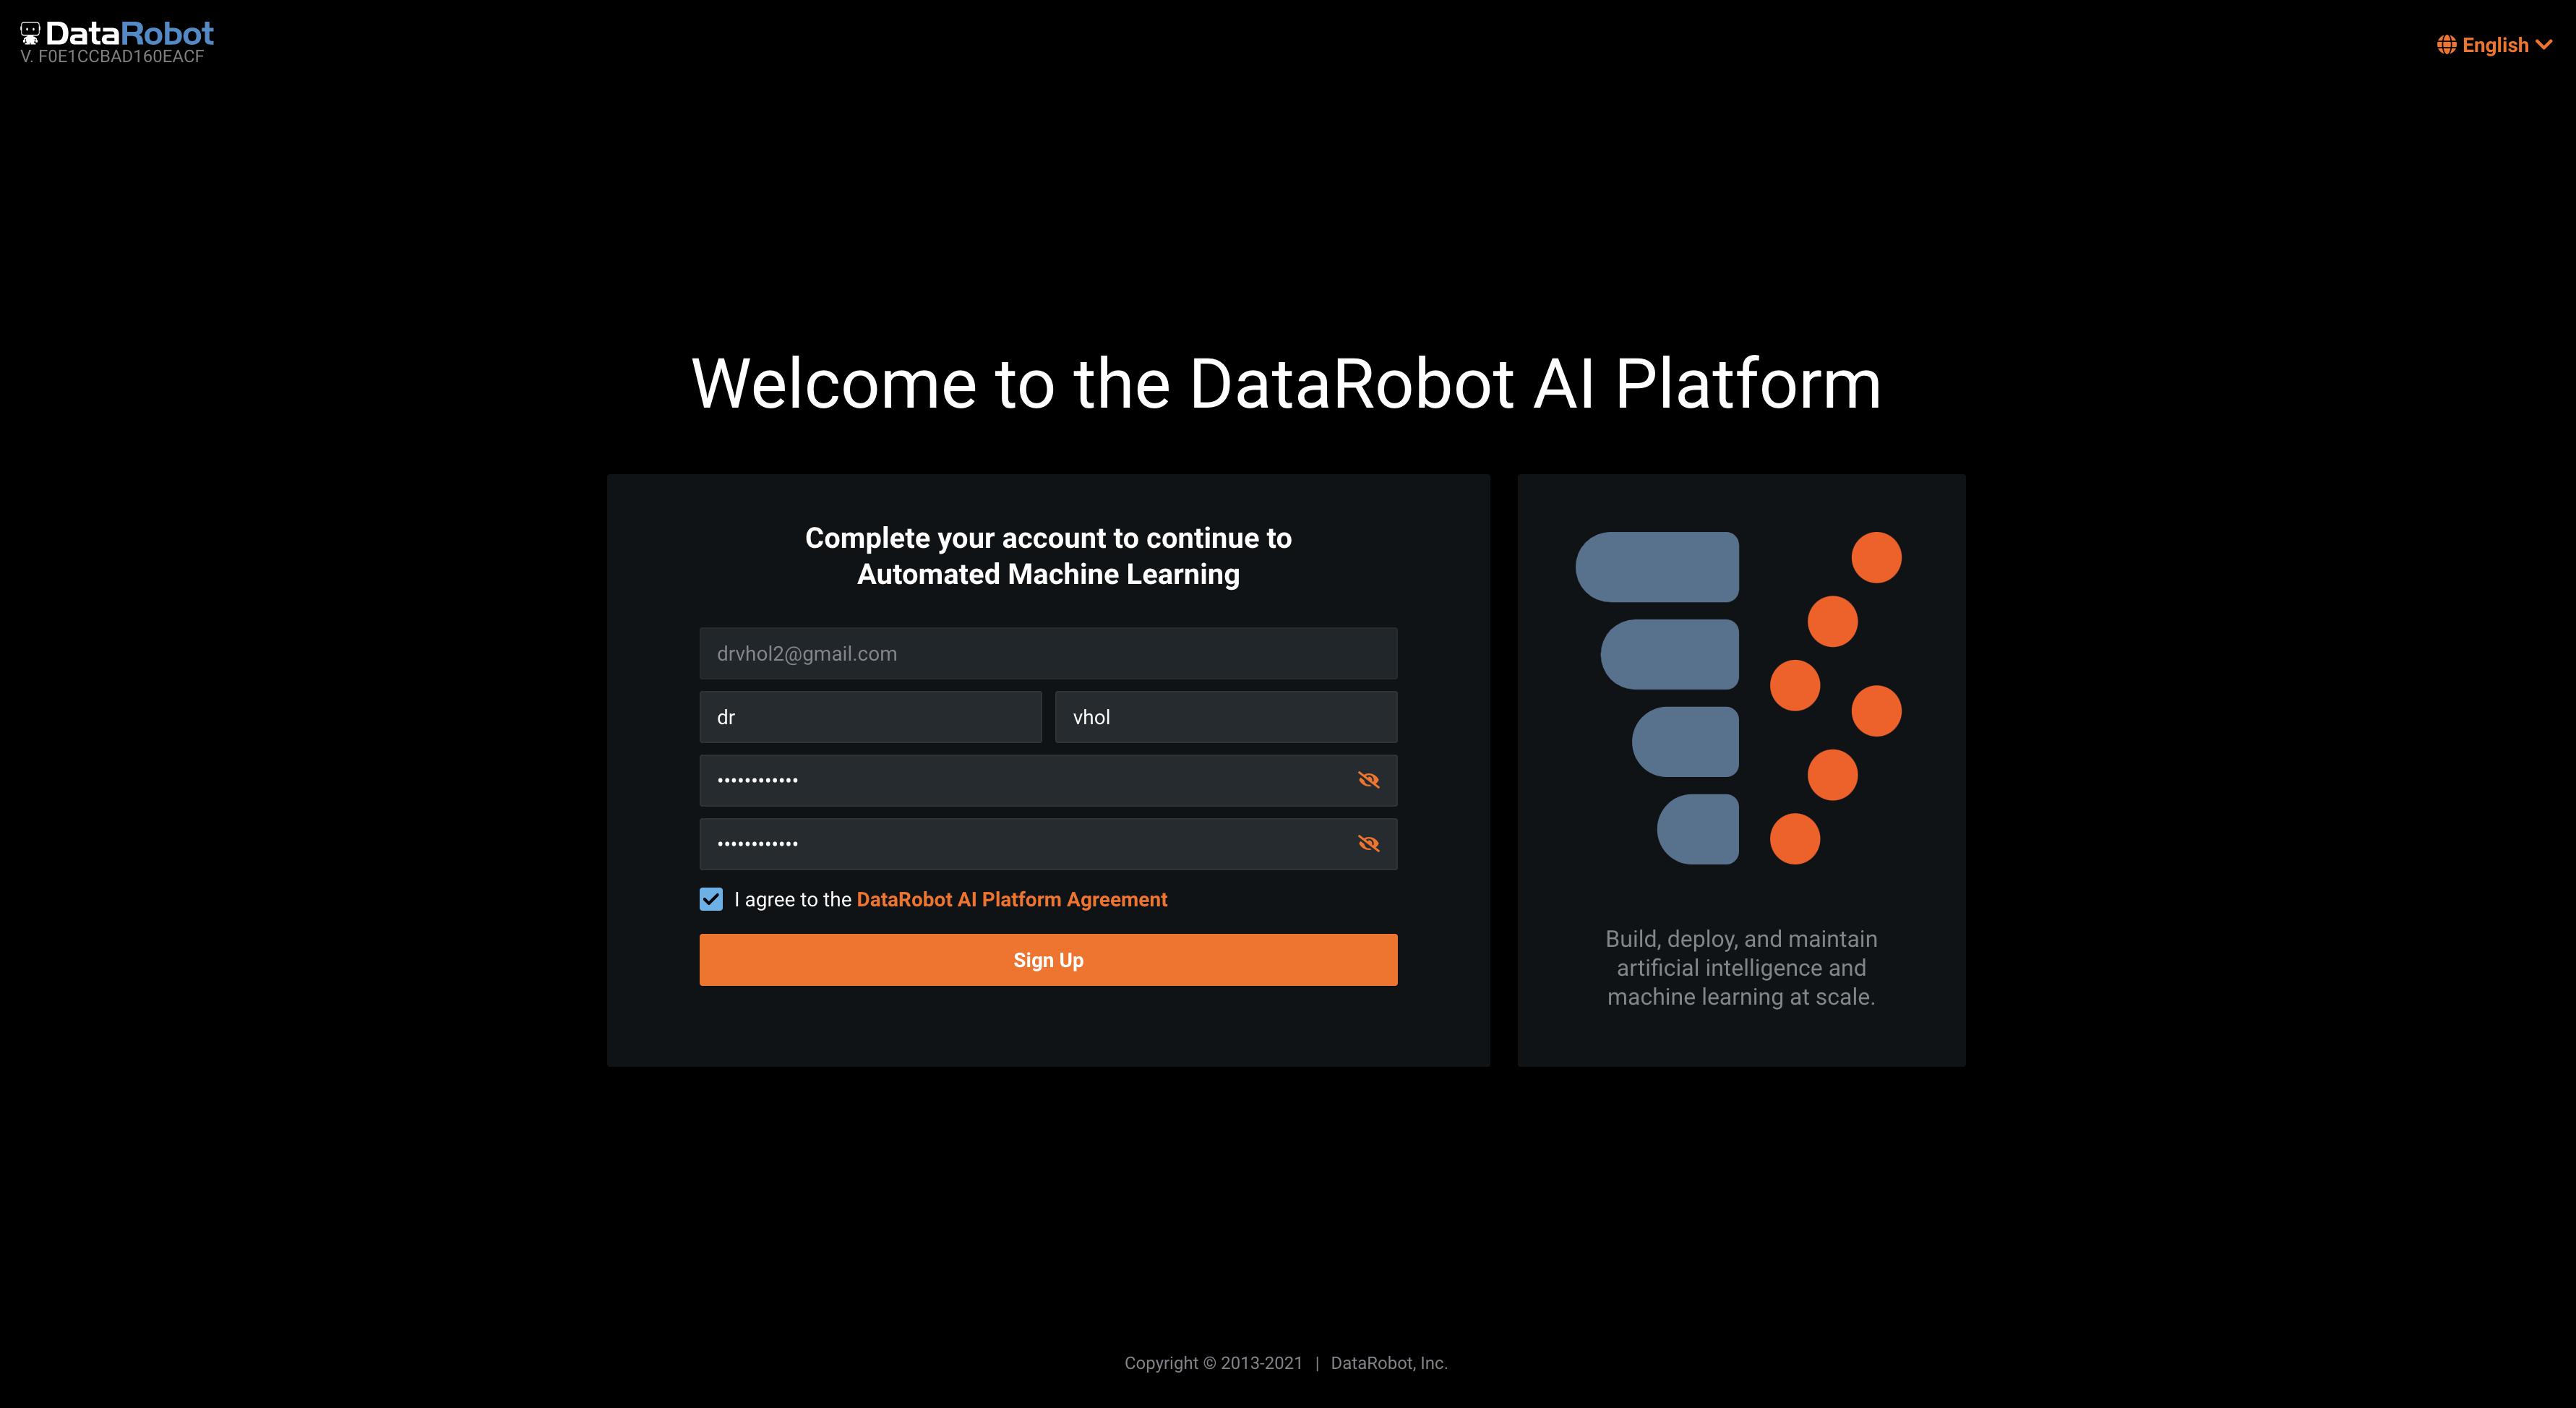 DataRobot
V. F0E1CCBAD160EACF
English
Welcome to the DataRobot AI Platform
Complete your account to continue to
Automated Machine Learning
drvhol2@gmail.com
dr
vhol
••••••••••••
••••••••••••
I agree to the DataRobot AI Platform Agreement
Sign Up
Build, deploy, and maintain
artificial intelligence and
machine learning at scale.
Copyright © 2013-2021 | DataRobot, Inc.